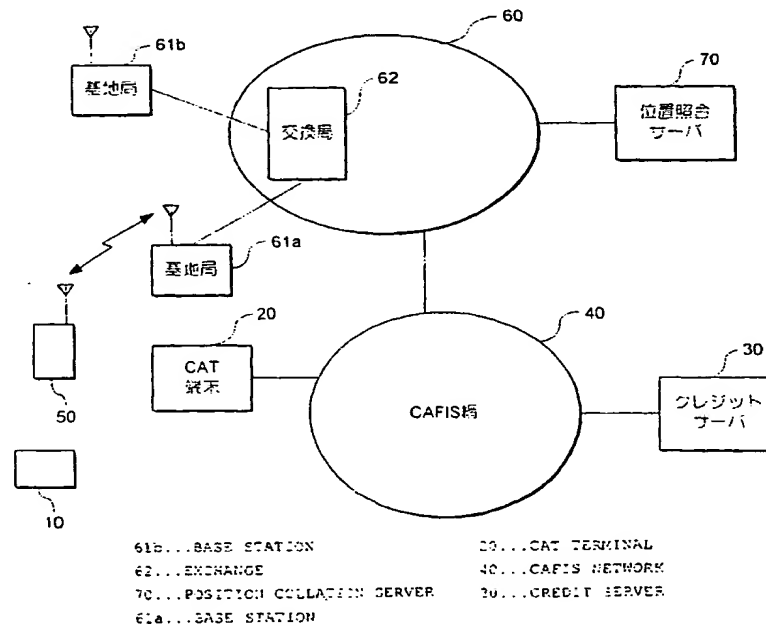 60
61b
62
70
基地局
交換局
位置照合
サーバ
61a
基地局
20
40
30
CAT
端末
CAFIS網
クレジット
サーバ
50
10
61b...BASE STATION
62...EXCHANGE
70...POSITION COLLATION SERVER
61a...BASE STATION
20...CAT TERMINAL
40...CAFIS NETWORK
30...CREDIT SERVER